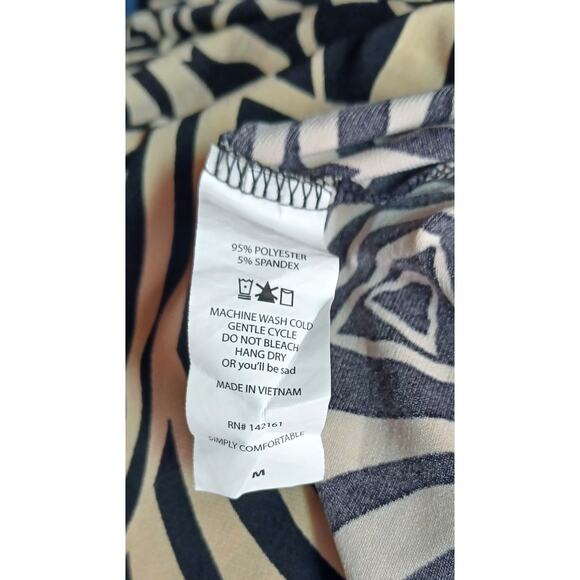 95% POLYESTER
5% SPANDEX
MACHINE WASH COLD
GENTLE CYCLE
DO NOT BLEACH
HANG DRY
OR you'll be sad
MADE IN VIETNAM
RN# 142161
SIMPLY COMFORTABLE
M